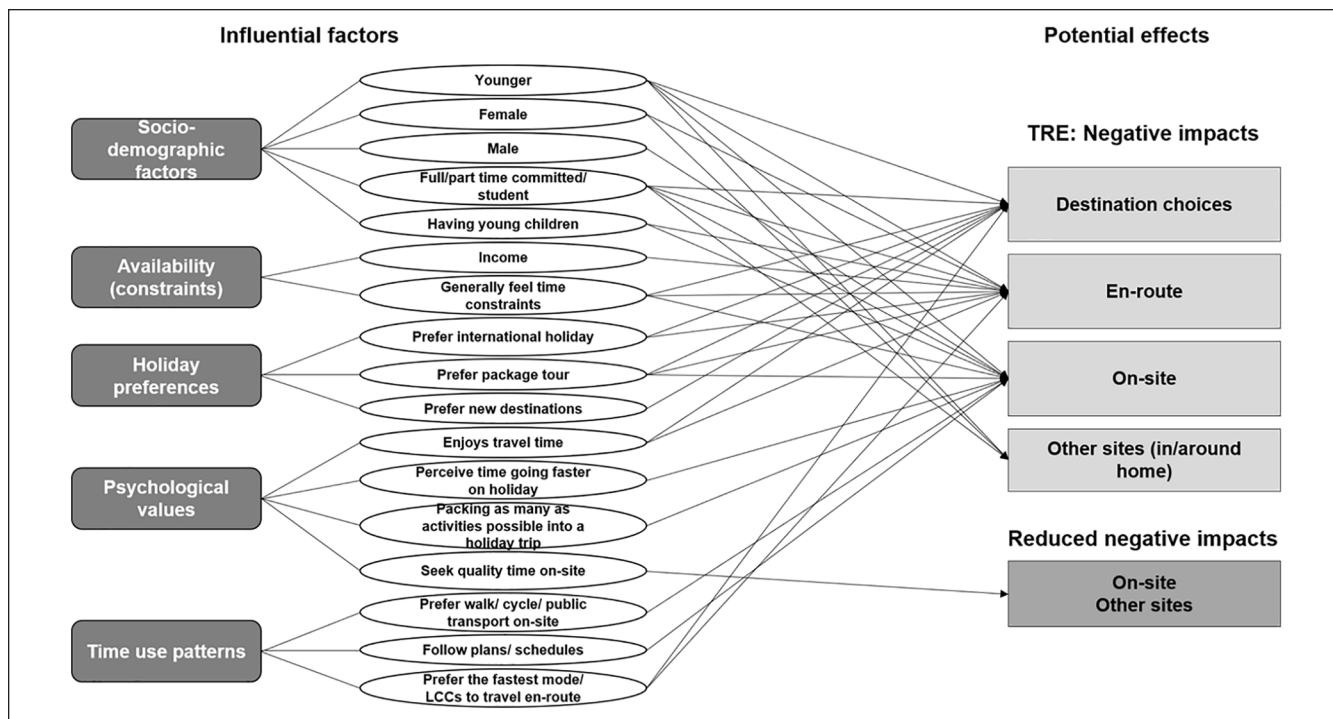 Influential factors
Potential effects
Socio-
demographic
factors
Availability
(constraints)
Holiday
preferences
Psychological
values
Time use patterns
Younger
Female
Male
Full/part time committed/
student
Having young children
Income
Generally feel time
constraints
Prefer international holiday
Prefer package tour
Prefer new destinations
Enjoys travel time
Perceive time going faster
on holiday
Packing as many as
activities possible into a
holiday trip
Seek quality time on-site
Prefer walk/ cycle/ public
transport on-site
Follow plans/ schedules
Prefer the fastest mode/
LCCs to travel en-route
TRE: Negative impacts
Destination choices
En-route
On-site
Other sites (in/around
home)
Reduced negative impacts
On-site
Other sites